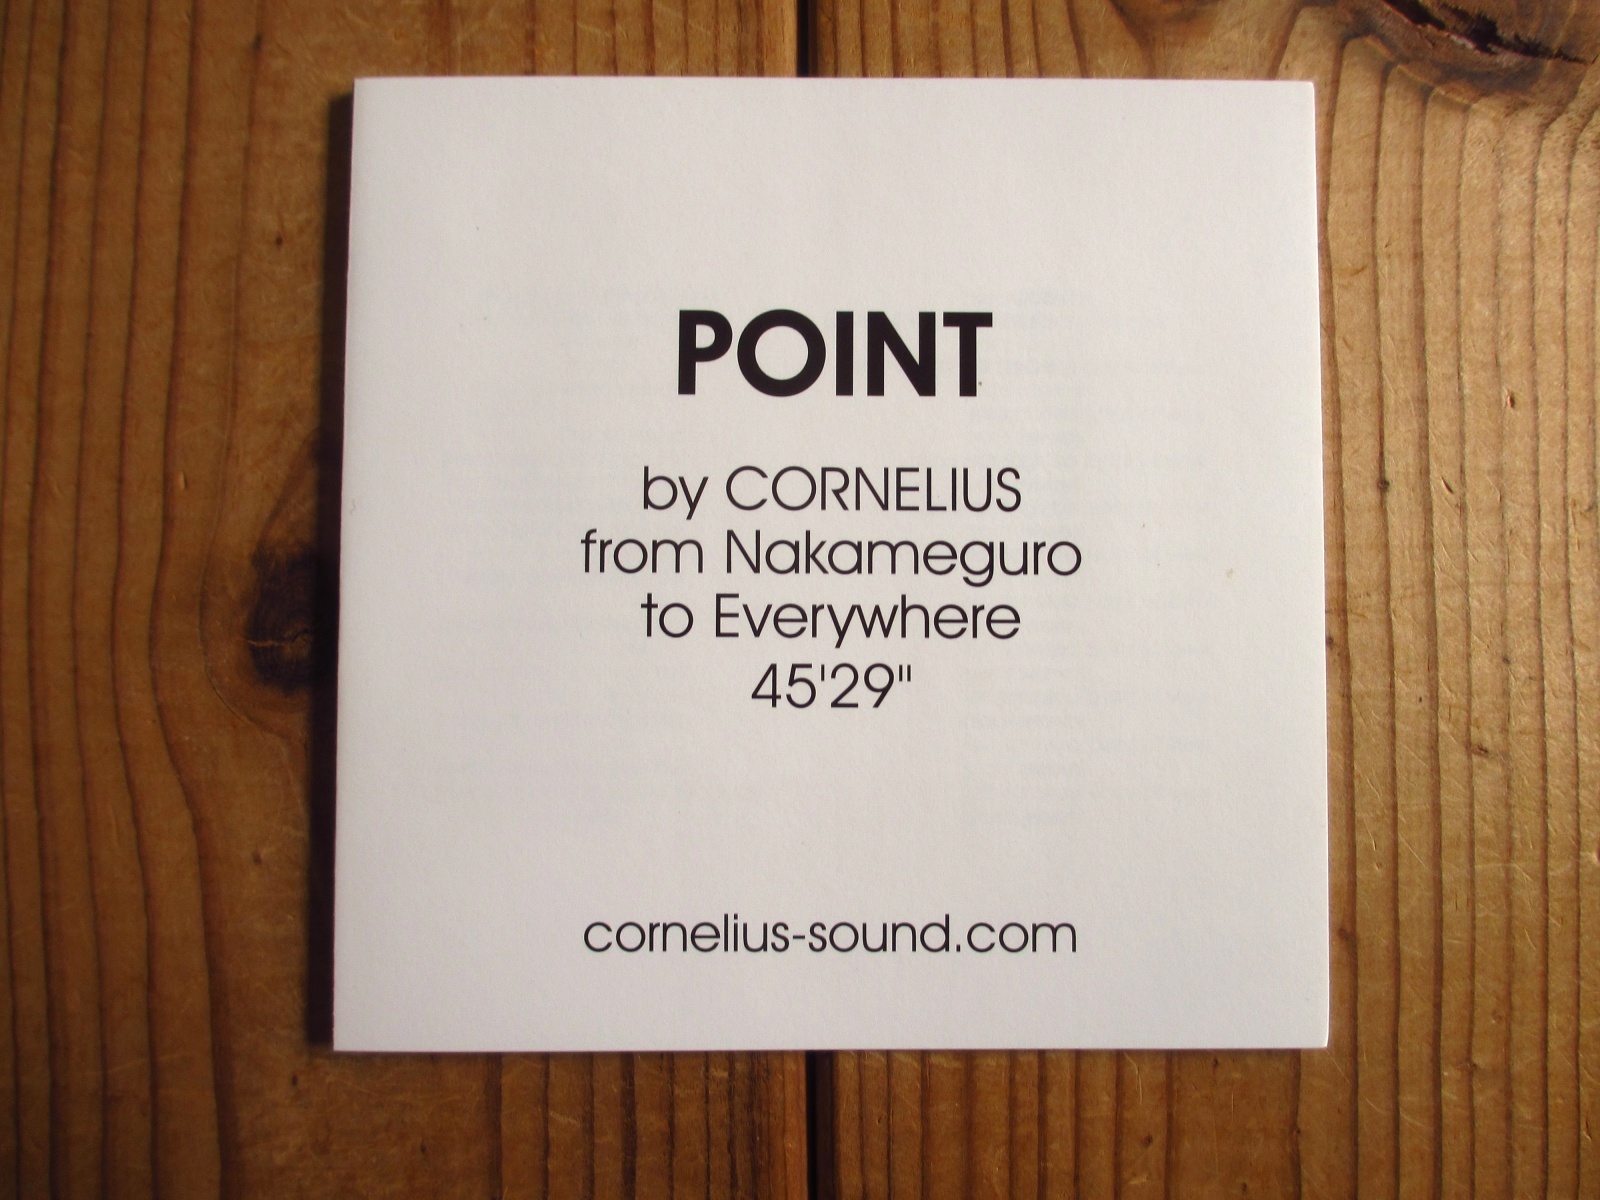 POINT
by CORNELIUS
from Nakameguro
to Everywhere
45'29"
cornelius-sound.com